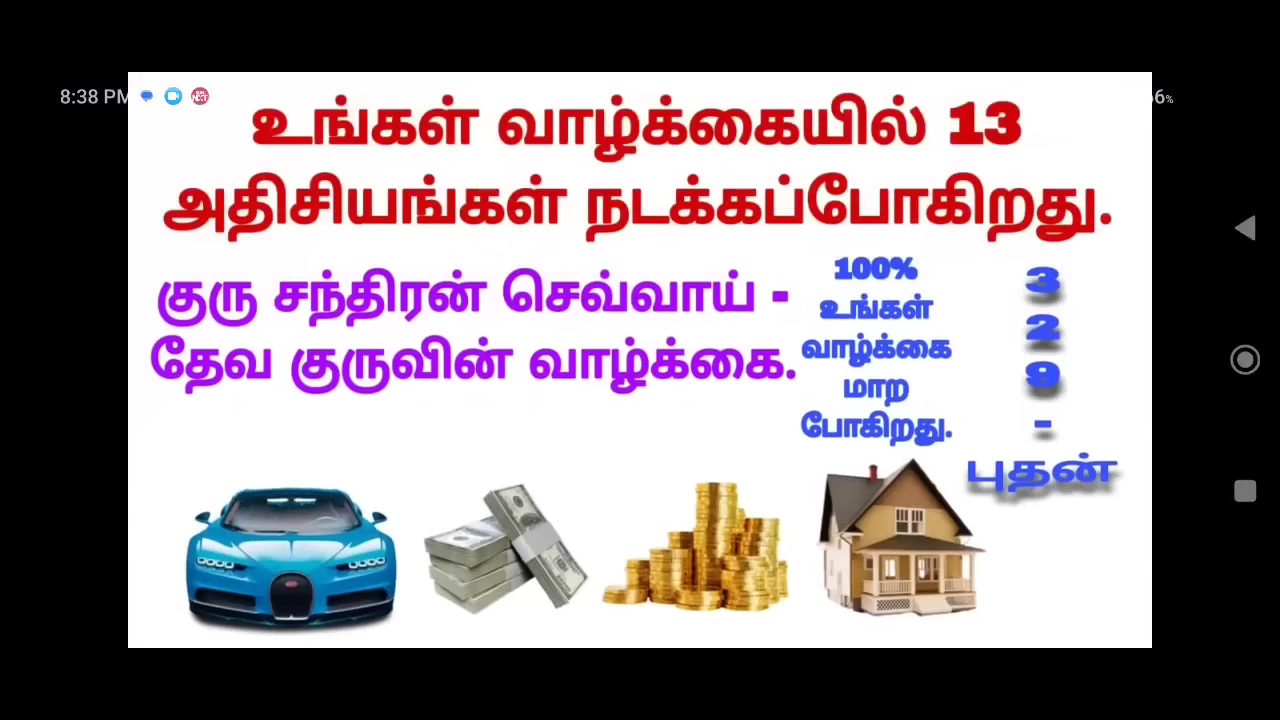 8:38 PM
6%
உங்கள் வாழ்க்கையில் 13
அதிசியங்கள் நடக்கப்போகிறது.
குரு சந்திரன் செவ்வாய் -
தேவ குருவின் வாழ்க்கை.
100%
உங்கள்
வாழ்க்கை
மாற
போகிறது.
3
2
9
-
புதன்